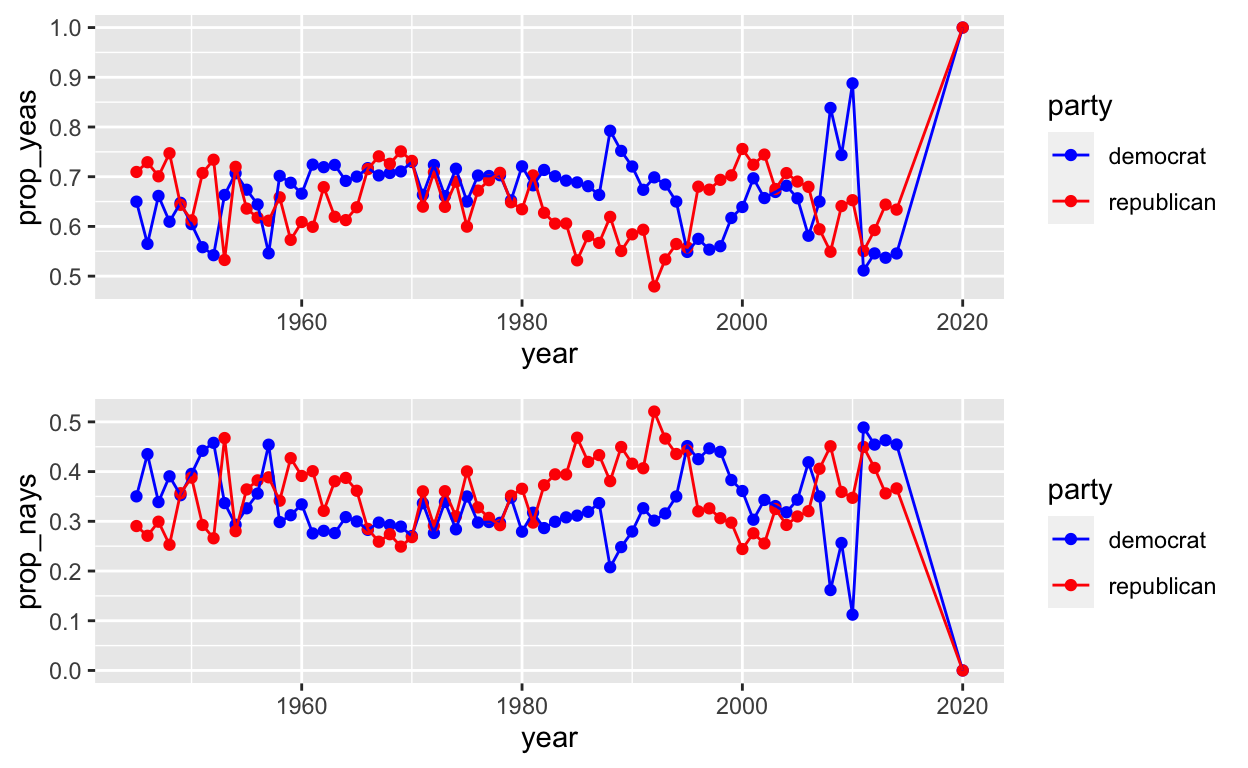 1.0
0.9
0.8
0.7
0.6
0.5
prop_yeas
1960 1980 2000 2020
year
party
democrat
republican
0.5
0.4
0.3
0.2
0.1
0.0
prop_nays
1960 1980 2000 2020
year
party
democrat
republican